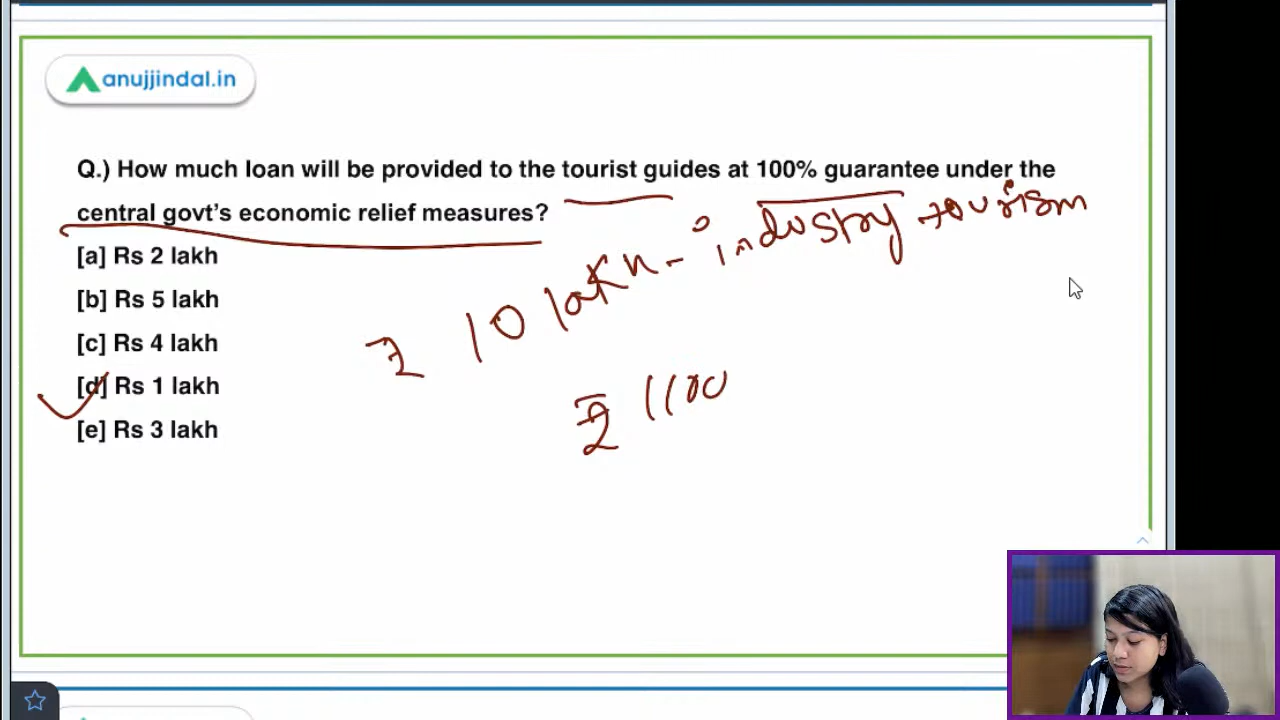 anujjindal.in
Q.) How much loan will be provided to the tourist guides at 100% guarantee under the
central govt's economic relief measures?
[a] Rs 2 lakh
[b] Rs 5 lakh
[c] Rs 4 lakh
[d] Rs 1 lakh
[e] Rs 3 lakh
₹ 10 lakh - industry tourism
₹ 1100